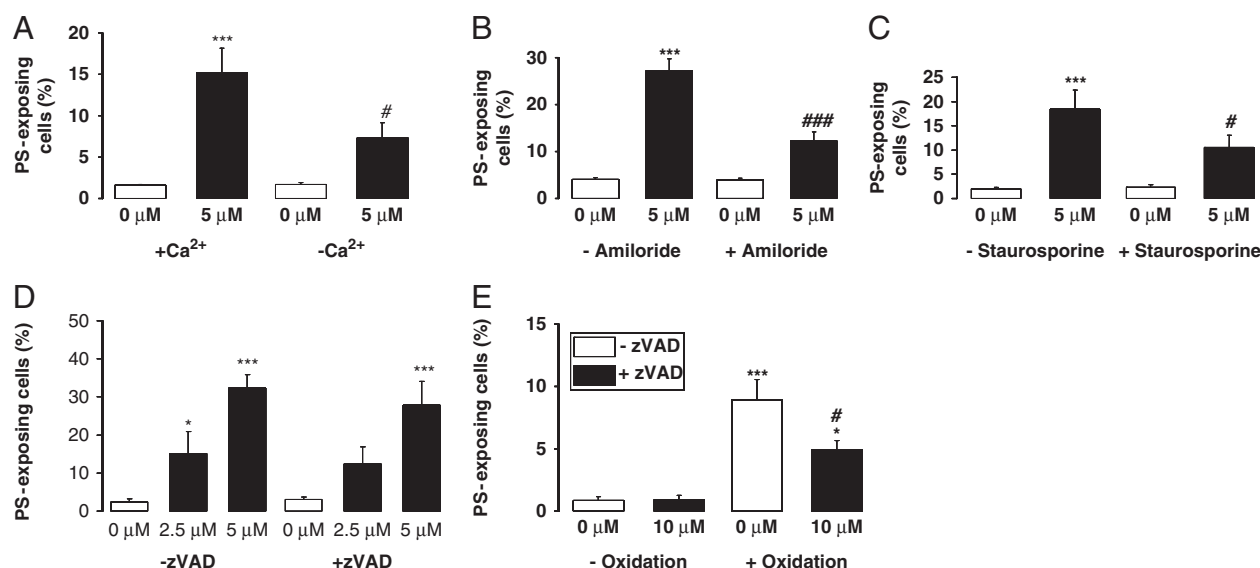 A
PS-exposing cells (%)
20
15
10
5
0
***
#
0 μM 5 μM 0 μM 5 μM
+Ca2+ -Ca2+
B
PS-exposing cells (%)
30
20
10
0
***
###
0 μM 5 μM 0 μM 5 μM
- Amiloride + Amiloride
C
PS-exposing cells (%)
25
20
15
10
5
0
***
#
0 μM 5 μM 0 μM 5 μM
- Staurosporine + Staurosporine
D
PS-exposing cells (%)
50
40
30
20
10
0
*
***
***
0 μM 2.5 μM 5 μM 0 μM 2.5 μM 5 μM
-zVAD +zVAD
E
PS-exposing cells (%)
15
10
5
0
- zVAD
+ zVAD
***
#
*
0 μM 10 μM 0 μM 10 μM
- Oxidation + Oxidation